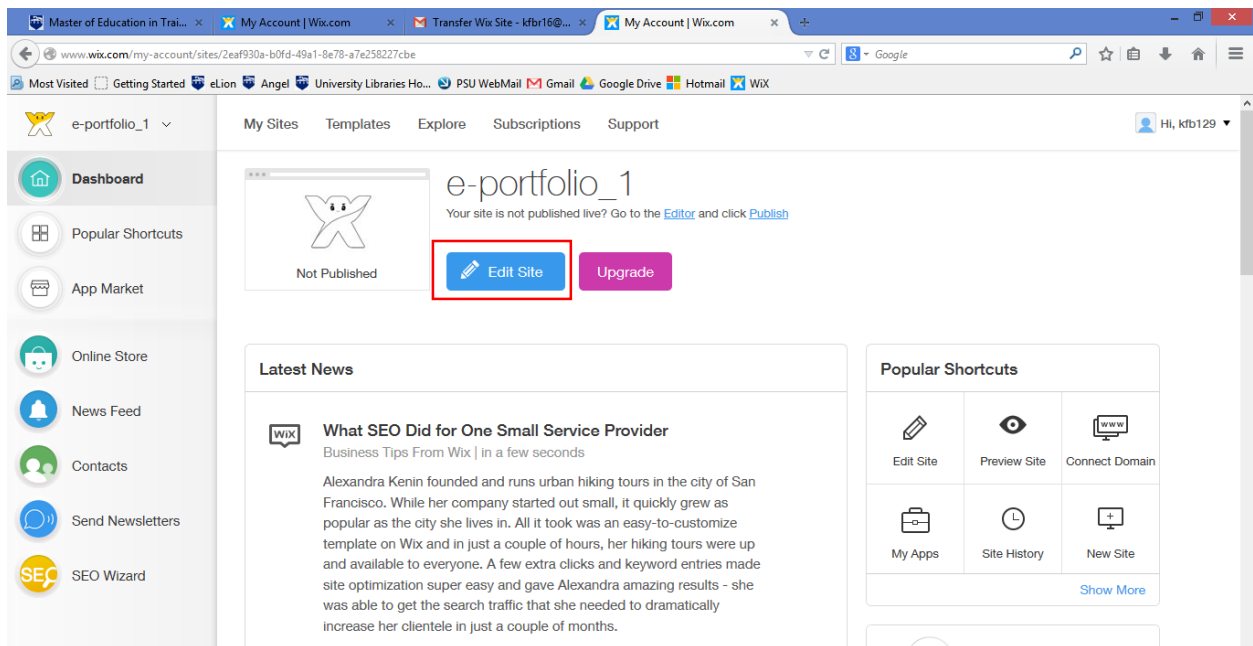 Master of Education in Trai... × My Account | Wix.com × Transfer Wix Site - kfbr16@... × My Account | Wix.com × +
www.wix.com/my-account/sites/2eaf930a-b0fd-49a1-8e78-a7e258227cbe Google
Most Visited Getting Started eLion Angel University Libraries Ho... PSU WebMail Gmail Google Drive Hotmail WiX
e-portfolio_1 My Sites Templates Explore Subscriptions Support Hi, kfb129
Dashboard
Popular Shortcuts
App Market
Online Store
News Feed
Contacts
Send Newsletters
SEO
SEO Wizard
Not Published
e-portfolio_1
Your site is not published live? Go to the Editor and click Publish
Edit Site Upgrade
Latest News
WiX
What SEO Did for One Small Service Provider
Business Tips From Wix | in a few seconds
Alexandra Kenin founded and runs urban hiking tours in the city of San
Francisco. While her company started out small, it quickly grew as
popular as the city she lives in. All it took was an easy-to-customize
template on Wix and in just a couple of hours, her hiking tours were up
and available to everyone. A few extra clicks and keyword entries made
site optimization super easy and gave Alexandra amazing results - she
was able to get the search traffic that she needed to dramatically
increase her clientele in just a couple of months.
Popular Shortcuts
www
Edit Site Preview Site Connect Domain
My Apps Site History New Site
Show More